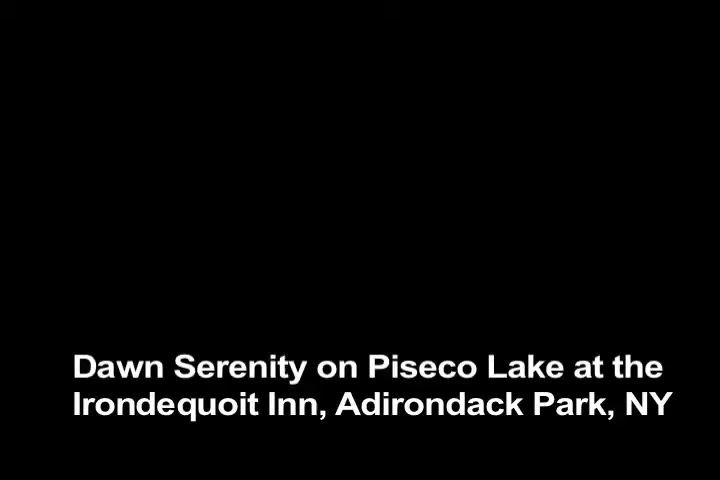 Dawn Serenity on Piseco Lake at the
Irondequoit Inn, Adirondack Park, NY